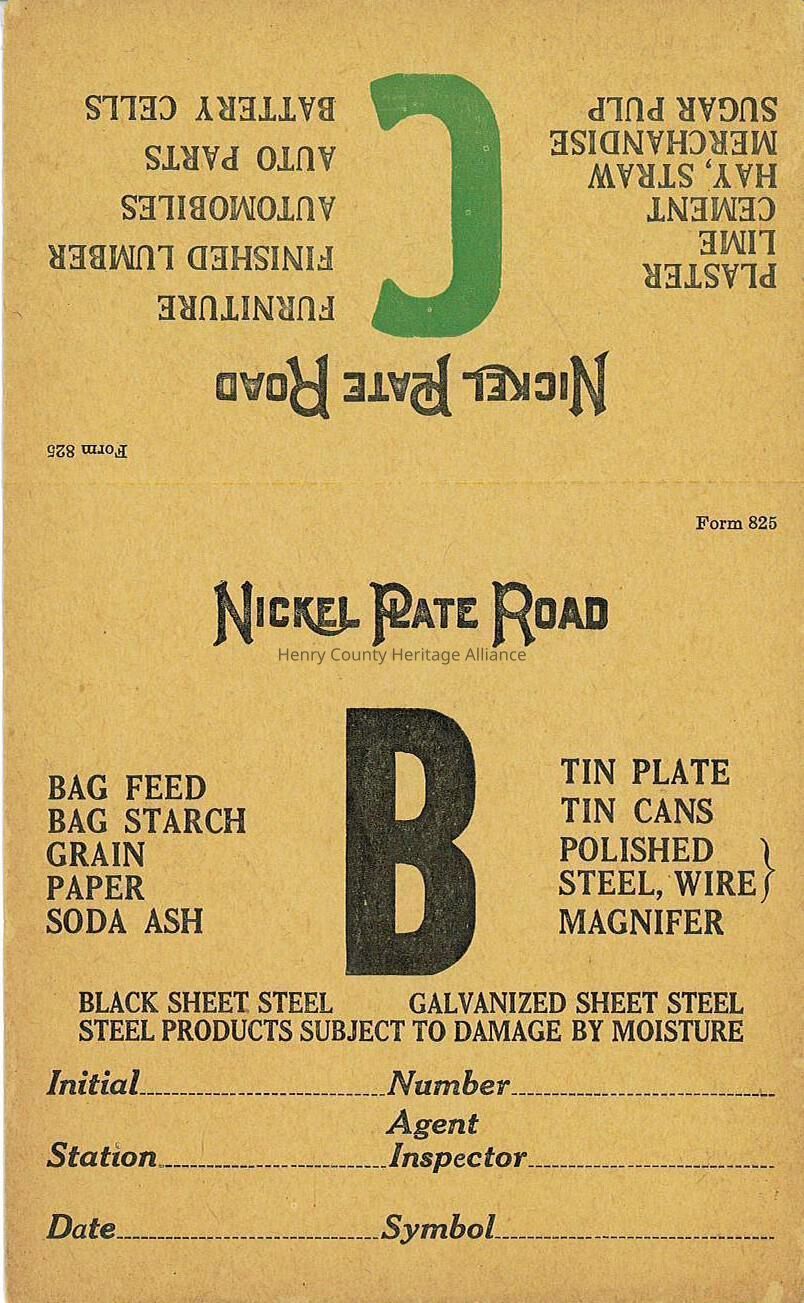 Form 825
NICKEL PLATE ROAD
PLASTER
LIME
CEMENT
HAY, STRAW
MERCHANDISE
SUGAR PULP
C
FURNITURE
FINISHED LUMBER
AUTOMOBILES
AUTO PARTS
BATTERY CELLS
Form 825
NICKEL PLATE ROAD
Henry County Heritage Alliance
BAG FEED
BAG STARCH
GRAIN
PAPER
SODA ASH
B
TIN PLATE
TIN CANS
POLISHED
STEEL, WIRE}
MAGNIFER
BLACK SHEET STEEL GALVANIZED SHEET STEEL
STEEL PRODUCTS SUBJECT TO DAMAGE BY MOISTURE
Initial Number
Agent
Station Inspector
Date Symbol